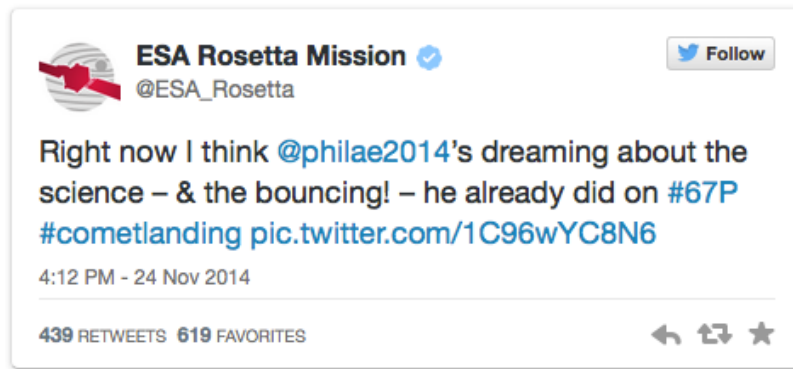 ESA Rosetta Mission
@ESA_Rosetta
Follow
Right now I think @philae2014's dreaming about the
science – & the bouncing! – he already did on #67P
#cometlanding pic.twitter.com/1C96wYC8N6
4:12 PM - 24 Nov 2014
439 RETWEETS 619 FAVORITES